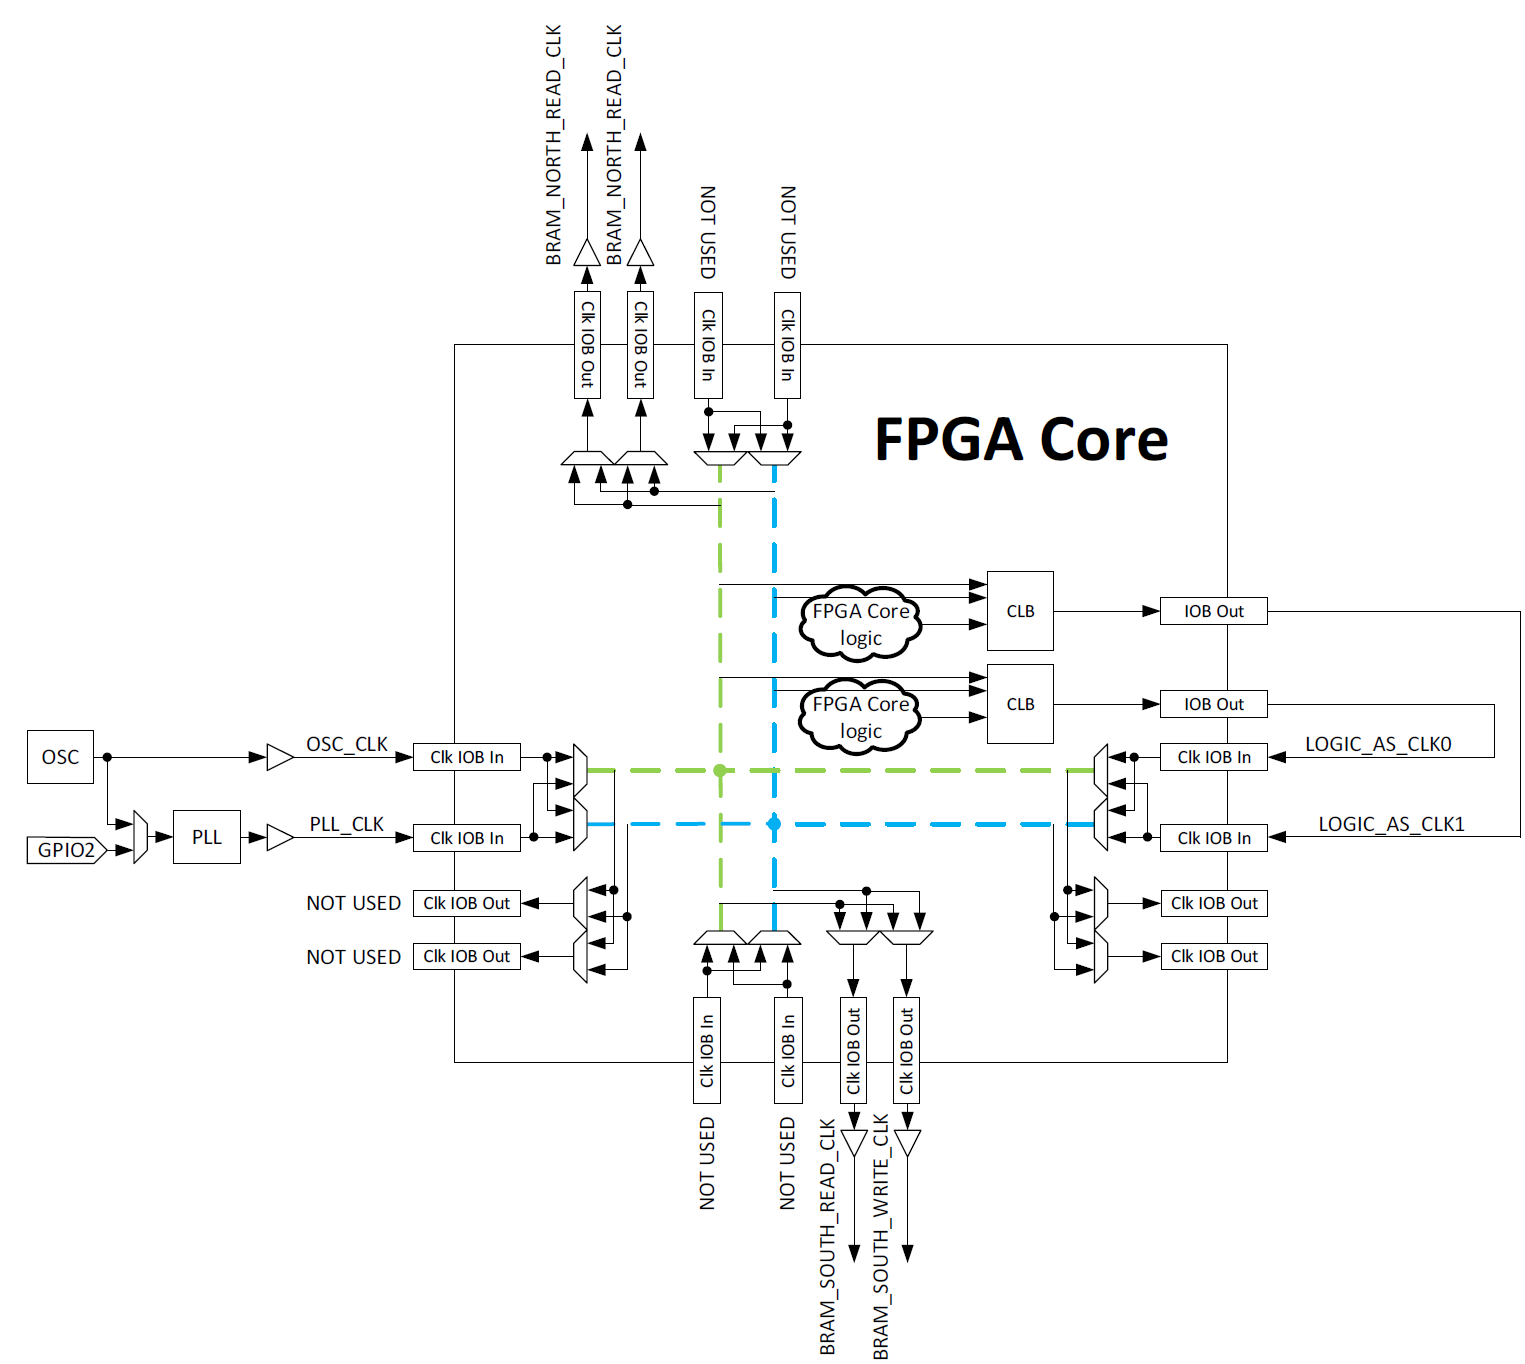 BRAM_NORTH_READ_CLK
BRAM_NORTH_READ_CLK
NOT USED
NOT USED
Clk IOB Out
Clk IOB Out
Clk IOB In
Clk IOB In
FPGA Core
FPGA Core
logic
CLB
IOB Out
FPGA Core
logic
CLB
IOB Out
OSC
OSC_CLK
Clk IOB In
Clk IOB In
LOGIC_AS_CLK0
GPIO2
PLL
PLL_CLK
Clk IOB In
Clk IOB In
LOGIC_AS_CLK1
NOT USED
Clk IOB Out
Clk IOB Out
NOT USED
Clk IOB Out
Clk IOB Out
Clk IOB In
Clk IOB In
Clk IOB Out
Clk IOB Out
NOT USED
NOT USED
BRAM_SOUTH_READ_CLK
BRAM_SOUTH_WRITE_CLK